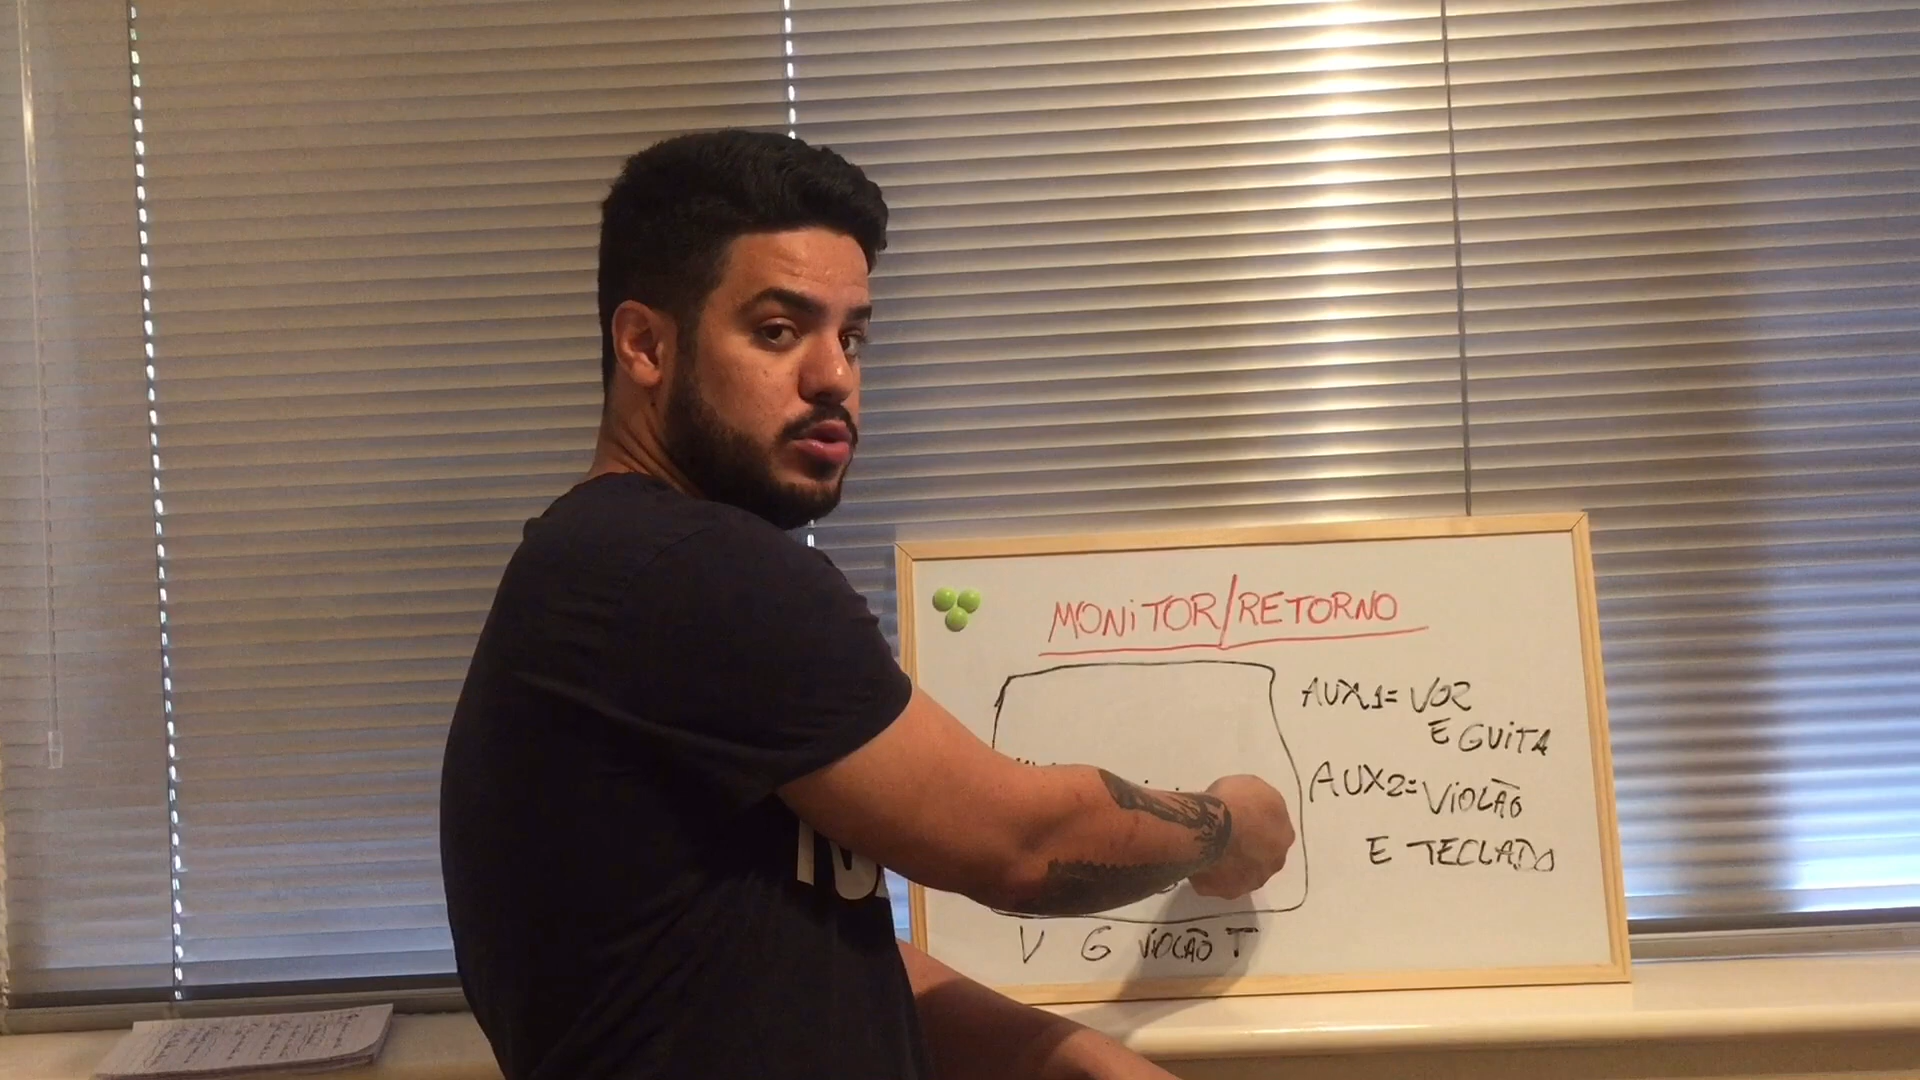 MONITOR/RETORNO
AUX1= VOZ
E GUITA
AUX2= VIOLÃO
E TECLADO
V G VIOLÃO T